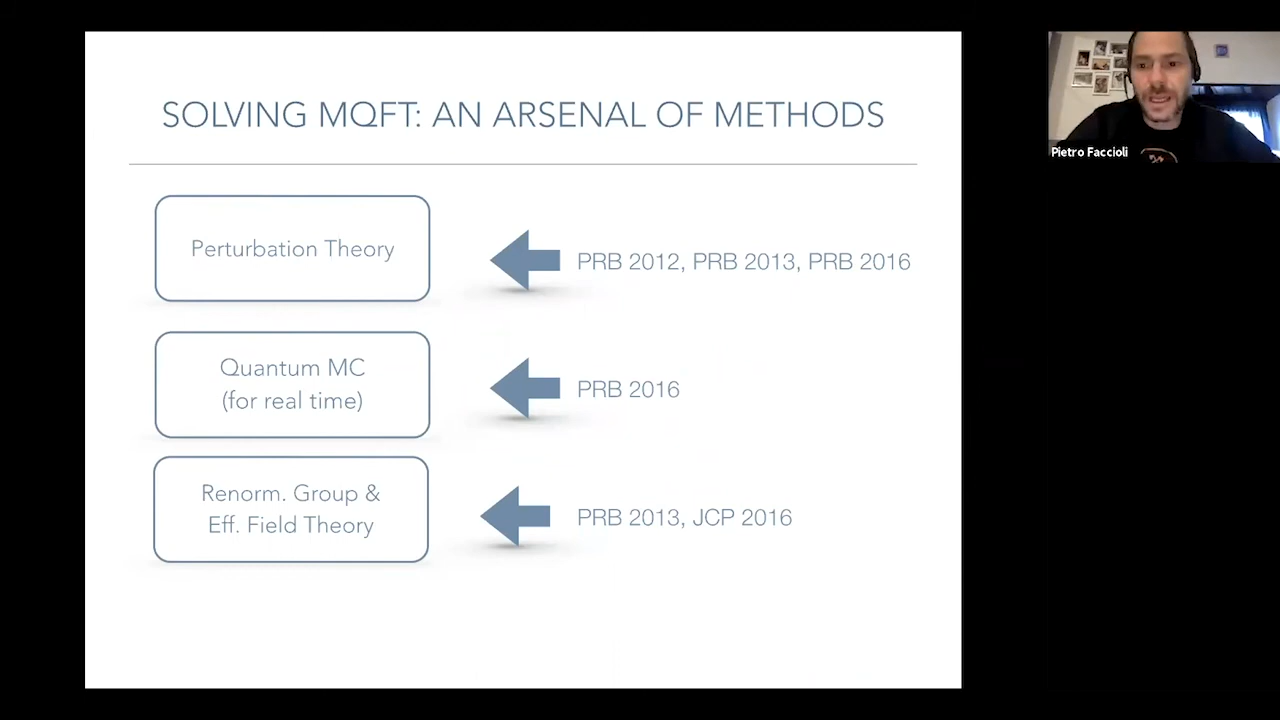 SOLVING MQFT: AN ARSENAL OF METHODS
Perturbation Theory
PRB 2012, PRB 2013, PRB 2016
Quantum MC
(for real time)
PRB 2016
Renorm. Group &
Eff. Field Theory
PRB 2013, JCP 2016
Pietro Faccioli